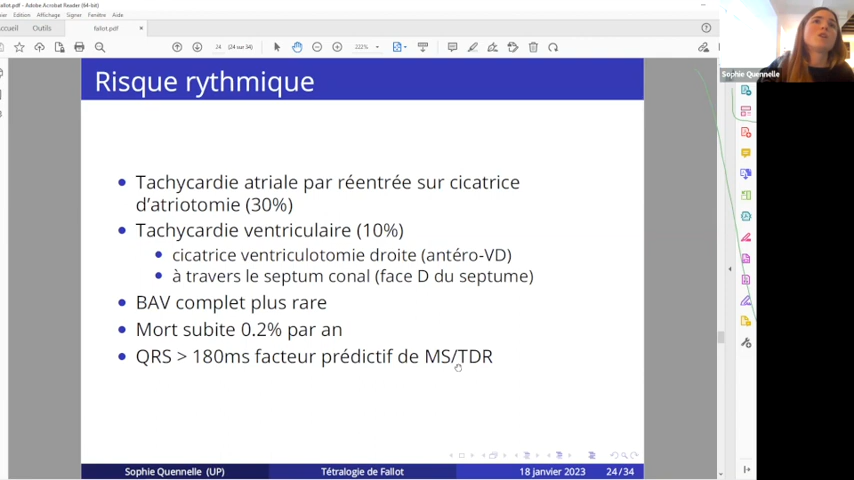 fallot.pdf - Adobe Acrobat Reader (64-bit)
Edition Affichage Signer Fenêtre Aide
Accueil Outils fallot.pdf ×
24 (24 sur 34) 222%
Sophie Quennelle
Risque rythmique
Tachycardie atriale par réentrée sur cicatrice
d'atriotomie (30%)
Tachycardie ventriculaire (10%)
cicatrice ventriculotomie droite (antéro-VD)
à travers le septum conal (face D du septume)
BAV complet plus rare
Mort subite 0.2% par an
QRS > 180ms facteur prédictif de MS/TDR
Sophie Quennelle (UP) Tétralogie de Fallot 18 janvier 2023 24/34